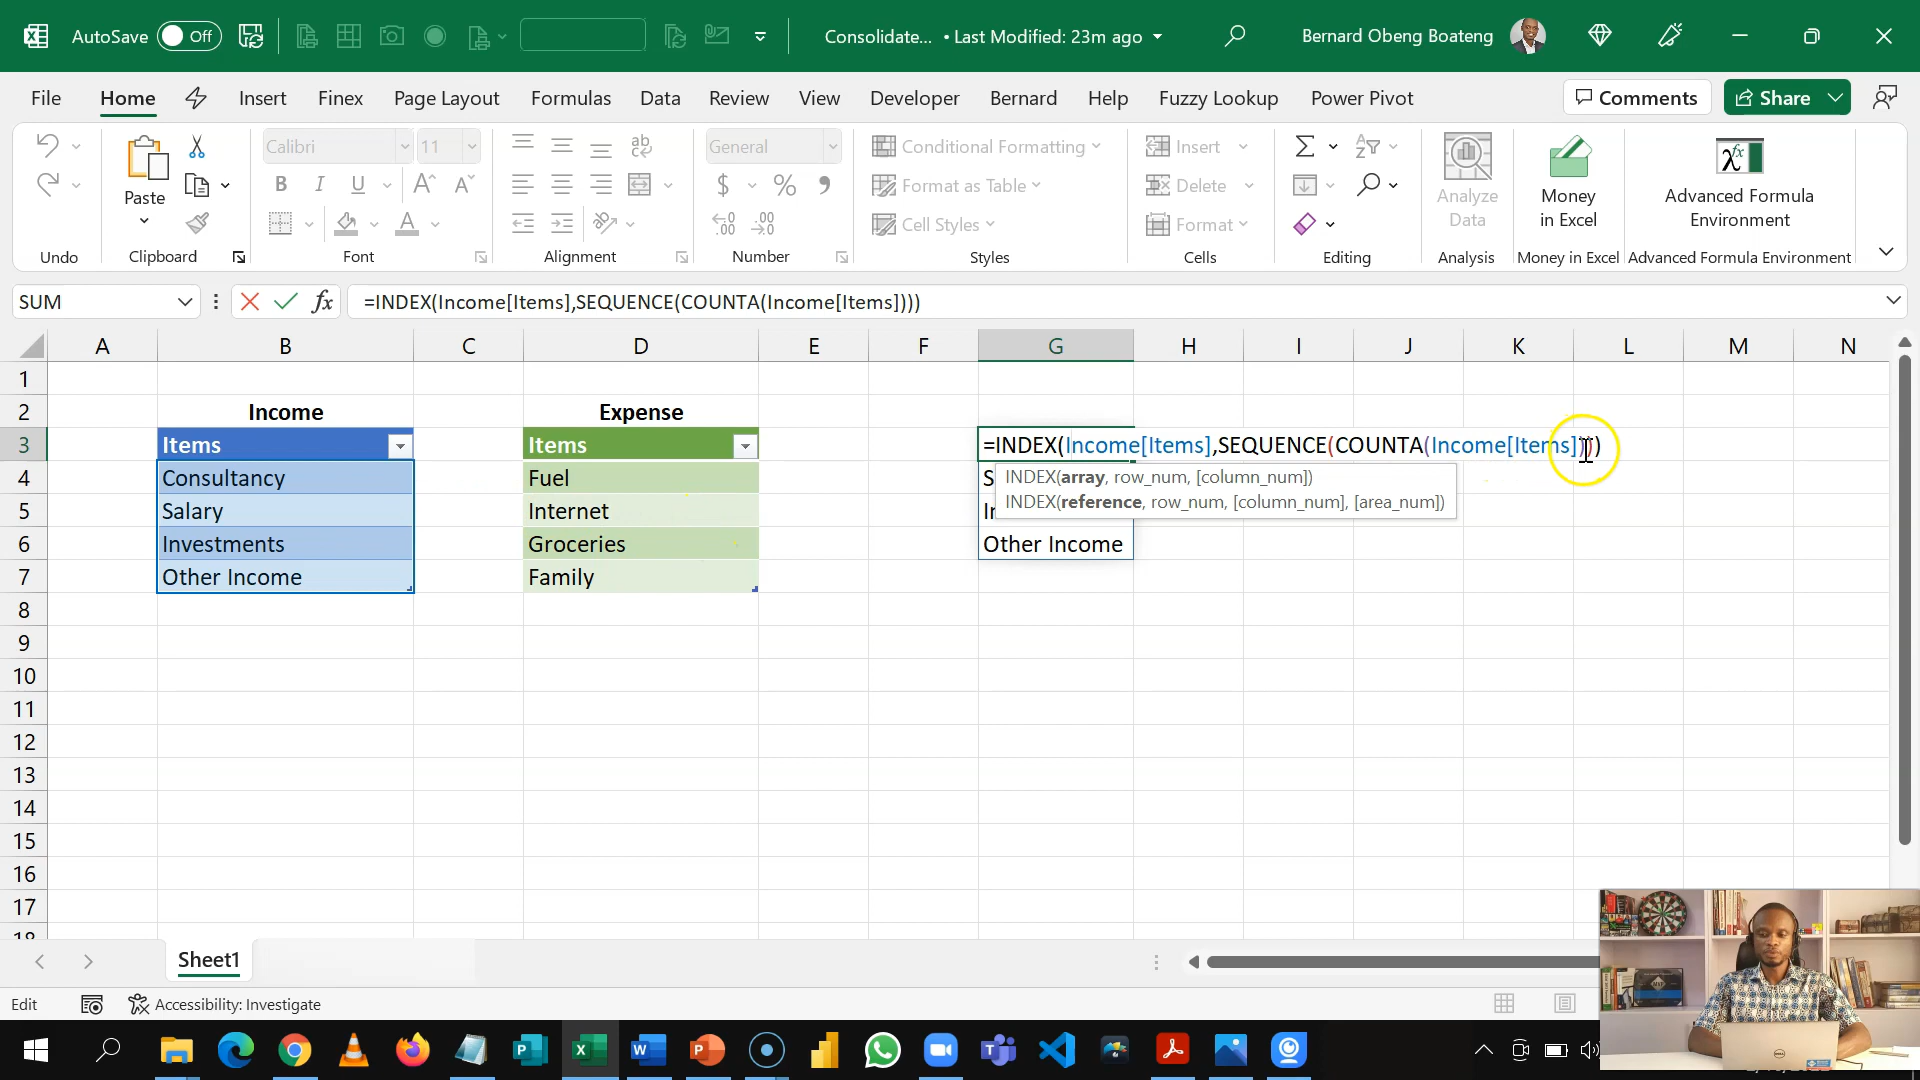 AutoSave Off Consolidate... • Last Modified: 23m ago Bernard Obeng Boateng
File Home Insert Finex Page Layout Formulas Data Review View Developer Bernard Help Fuzzy Lookup Power Pivot Comments Share
Calibri 11 General Conditional Formatting Insert
Paste Format as Table Delete Analyze Data Money in Excel Advanced Formula Environment
Cell Styles Format
Undo Clipboard Font Alignment Number Styles Cells Editing Analysis Money in Excel Advanced Formula Environment
SUM fx =INDEX(Income[Items],SEQUENCE(COUNTA(Income[Items])))
A B C D E F G H I J K L M N
1
2 Income Expense
3 Items Items =INDEX(Income[Items],SEQUENCE(COUNTA(Income[Items])))
4 Consultancy Fuel S INDEX(array, row_num, [column_num])
5 Salary Internet INDEX(reference, row_num, [column_num], [area_num])
6 Investments Groceries Other Income
7 Other Income Family
8
9
10
11
12
13
14
15
16
17
Sheet1
Edit Accessibility: Investigate